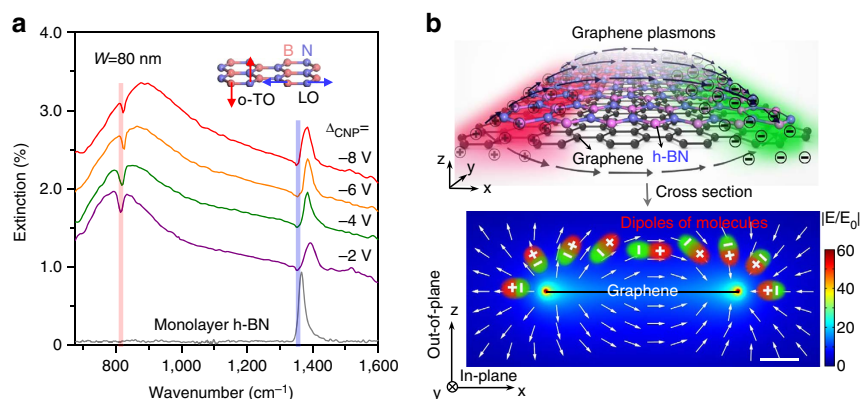 a
4.0
3.0
2.0
1.0
0
Extinction (%)
W=80 nm
B N
o-TO LO
ΔCNP=
–8 V
–6 V
–4 V
–2 V
Monolayer h-BN
800 1,000 1,200 1,400 1,600
Wavenumber (cm⁻¹)
b
Graphene plasmons
Graphene
h-BN
z
y
x
Cross section
|E/E₀|
Dipoles of molecules
Graphene
60
40
20
0
Out-of-plane
z
In-plane
y x